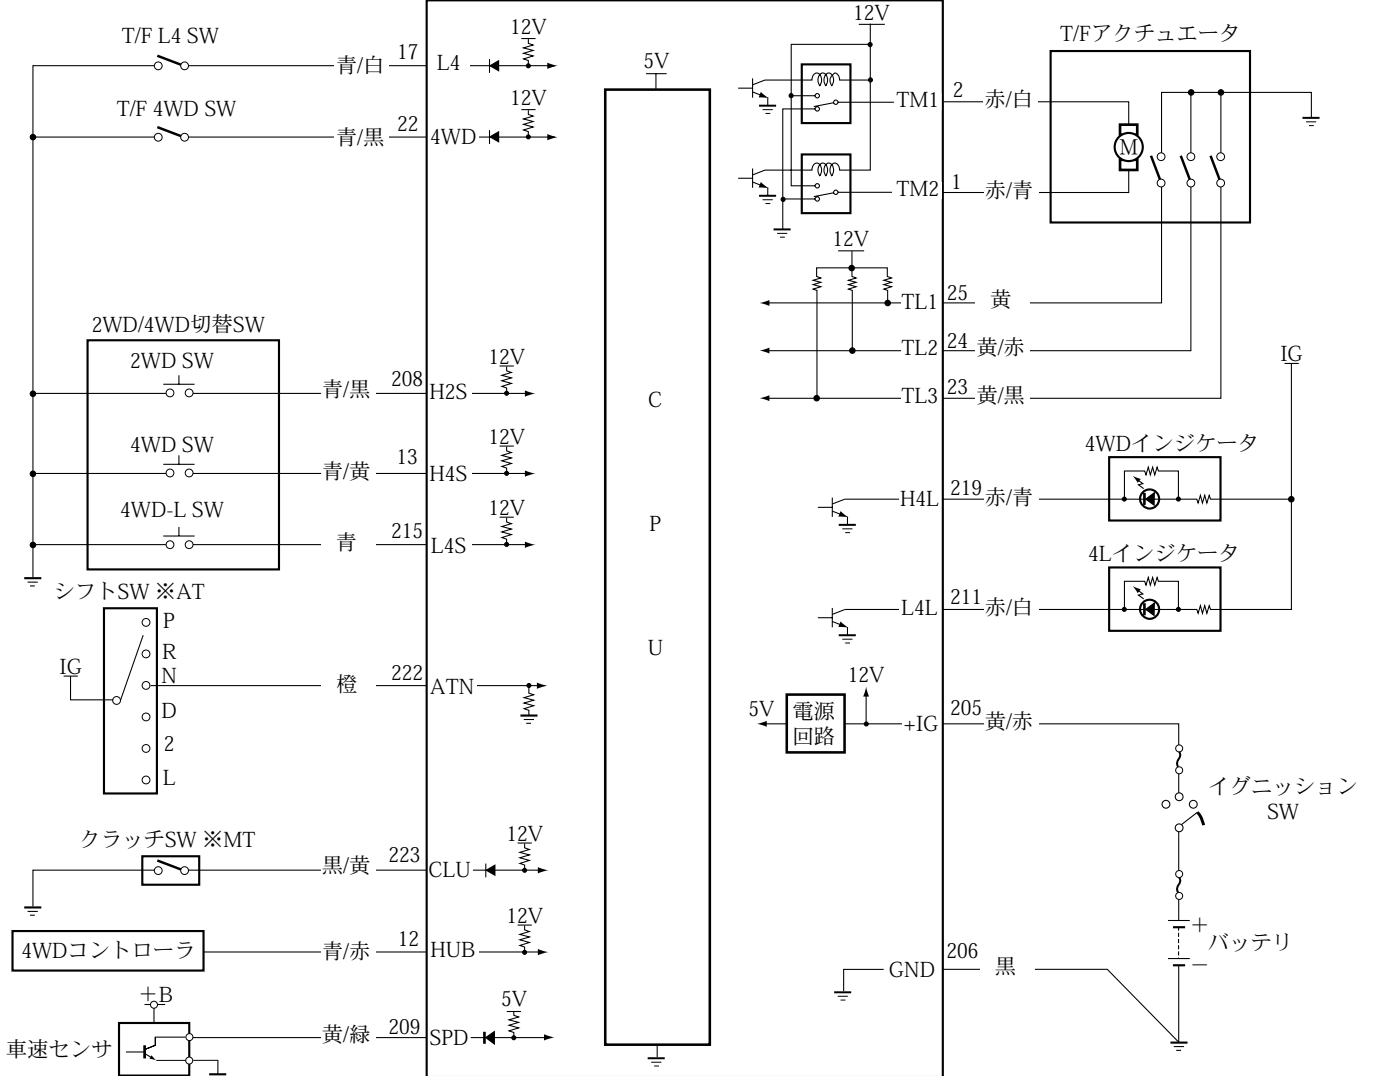 T/F L4 SW
青/白
17
L4
12V
T/F 4WD SW
青/黒
22
4WD
12V
2WD/4WD切替SW
2WD SW
青/黒
208
H2S
12V
4WD SW
青/黄
13
H4S
12V
4WD-L SW
青
215
L4S
12V
シフトSW ※AT
P
R
N
D
2
L
IG
橙
222
ATN
クラッチSW ※MT
黒/黄
223
CLU
12V
4WDコントローラ
青/赤
12
HUB
12V
+B
車速センサ
黄/緑
209
SPD
5V
5V
C
P
U
12V
TM1
2
赤/白
TM2
1
赤/青
T/Fアクチュエータ
M
12V
TL1
25
黄
TL2
24
黄/赤
TL3
23
黄/黒
IG
4WDインジケータ
H4L
219
赤/青
4Lインジケータ
L4L
211
赤/白
5V
電源
回路
12V
+IG
205
黄/赤
イグニッション
SW
+
バッテリ
−
GND
206
黒